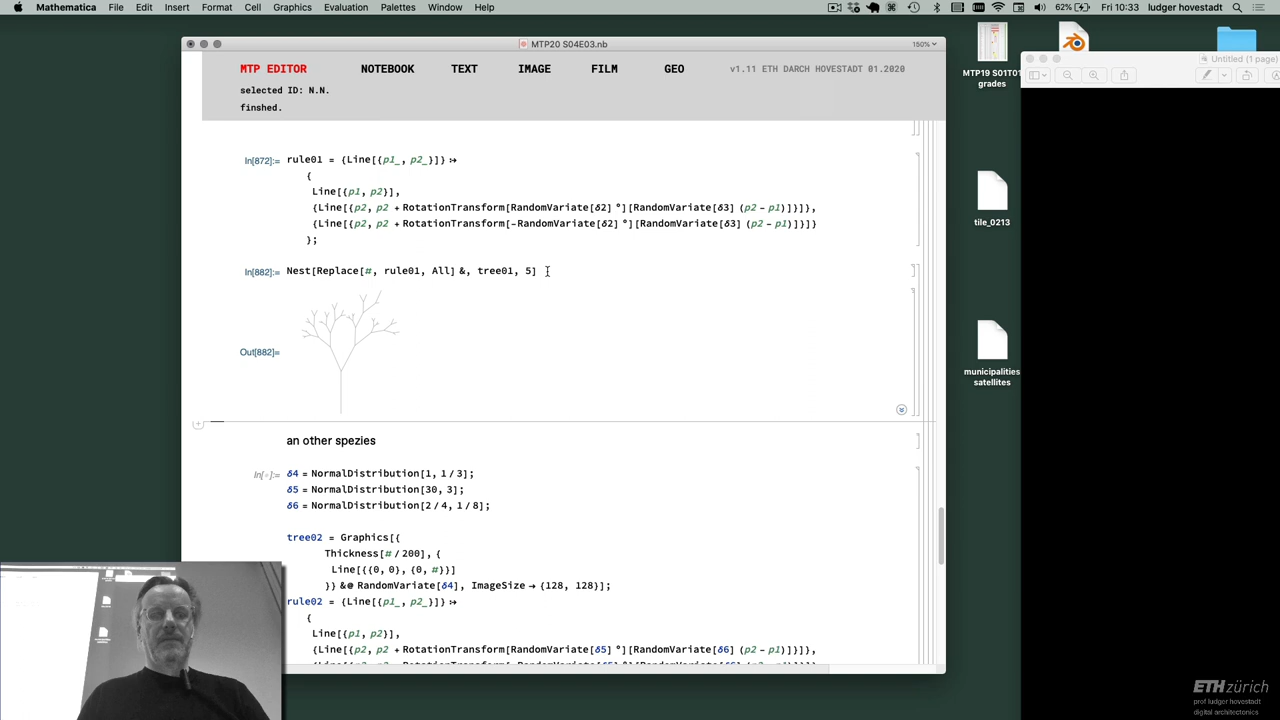 Mathematica File Edit Insert Format Cell Graphics Evaluation Palettes Window Help 62% Fri 10:33 ludger hovestadt
MTP20 S04E03.nb 150%
MTP EDITOR NOTEBOOK TEXT IMAGE FILM GEO v1.11 ETH DARCH HOVESTADT 01.2020
selected ID: N.N.
finshed.
In[872]:= rule01 = {Line[{p1_, p2_}]} :>
{
Line[{p1, p2}],
{Line[{p2, p2 + RotationTransform[RandomVariate[δ2] °][RandomVariate[δ3] (p2 - p1)]}]},
{Line[{p2, p2 + RotationTransform[-RandomVariate[δ2] °][RandomVariate[δ3] (p2 - p1)]}]}
};
In[882]:= Nest[Replace[#, rule01, All] &, tree01, 5]
Out[882]=
an other spezies
In[◦]:= δ4 = NormalDistribution[1, 1 / 3];
δ5 = NormalDistribution[30, 3];
δ6 = NormalDistribution[2 / 4, 1 / 8];
tree02 = Graphics[{
Thickness[# / 200], {
Line[{{0, 0}, {0, #}}]
}} &@ RandomVariate[δ4], ImageSize → {128, 128}];
rule02 = {Line[{p1_, p2_}]} :>
{
Line[{p1, p2}],
{Line[{p2, p2 + RotationTransform[RandomVariate[δ5] °][RandomVariate[δ6] (p2 - p1)]}]},
MTP19 S01T01
grades
tile_0213
municipalities
satellites
Untitled (1 page)
ETH zürich
prof ludger hovestadt
digital architectonics